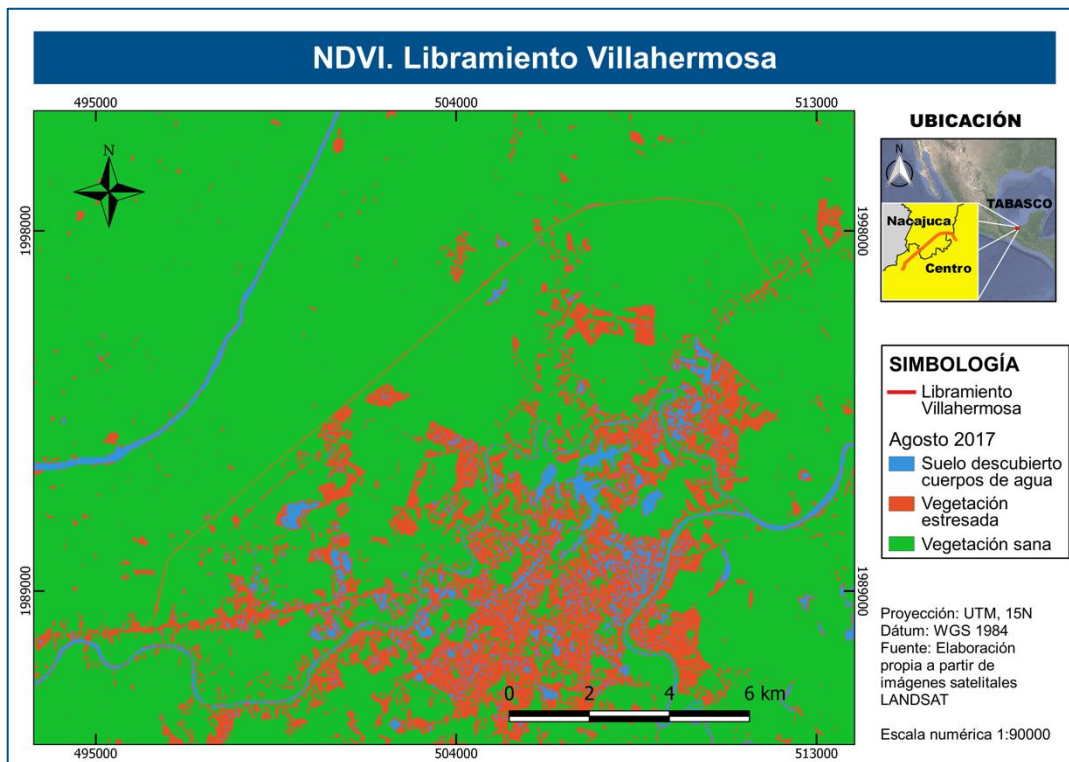 NDVI. Libramiento Villahermosa
495000
504000
513000
N
1998000
1998000
1989000
1989000
0 2 4 6 km
495000
504000
513000
UBICACIÓN
N
TABASCO
Nacajuca
Centro
SIMBOLOGÍA
Libramiento
Villahermosa
Agosto 2017
Suelo descubierto
cuerpos de agua
Vegetación
estresada
Vegetación sana
Proyección: UTM, 15N
Dátum: WGS 1984
Fuente: Elaboración
propia a partir de
imágenes satelitales
LANDSAT
Escala numérica 1:90000